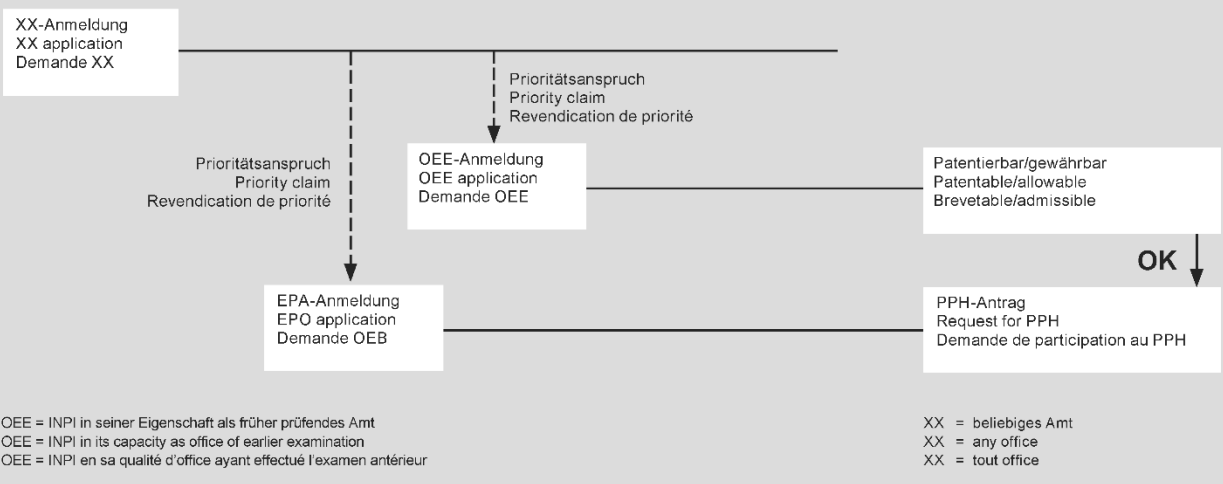 XX-Anmeldung
XX application
Demande XX
Prioritätsanspruch
Priority claim
Revendication de priorité
Prioritätsanspruch
Priority claim
Revendication de priorité
OEE-Anmeldung
OEE application
Demande OEE
Patentierbar/gewährbar
Patentable/allowable
Brevetable/admissible
OK
EPA-Anmeldung
EPO application
Demande OEB
PPH-Antrag
Request for PPH
Demande de participation au PPH
OEE = INPI in seiner Eigenschaft als früher prüfendes Amt
OEE = INPI in its capacity as office of earlier examination
OEE = INPI en sa qualité d'office ayant effectué l'examen antérieur
XX = beliebiges Amt
XX = any office
XX = tout office